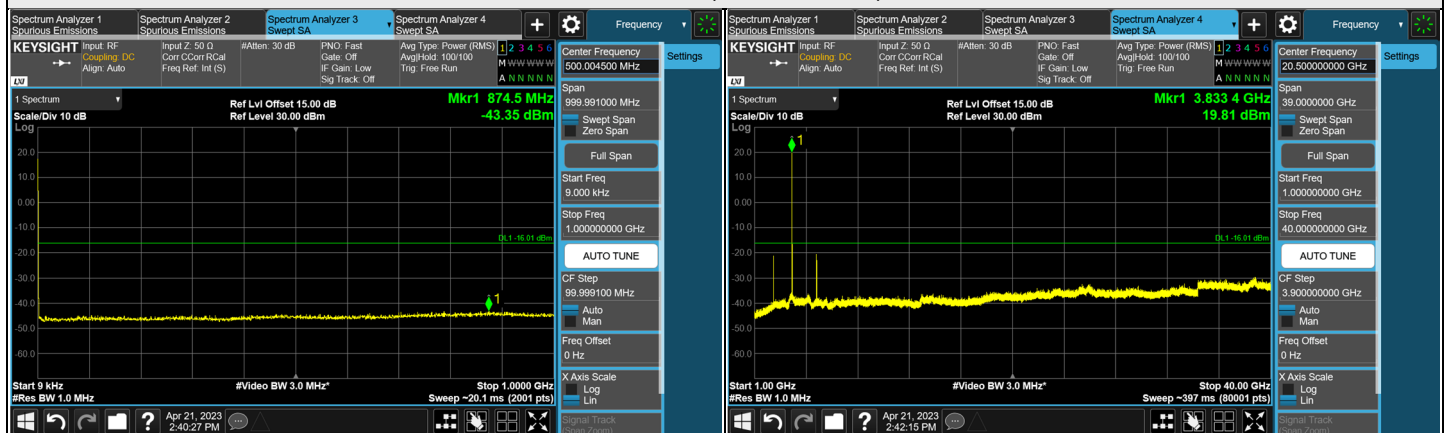 Spectrum Analyzer 1
Spurious Emissions
Spectrum Analyzer 2
Spurious Emissions
Spectrum Analyzer 3
Swept SA
Spectrum Analyzer 4
Swept SA
+
Frequency
KEYSIGHT
Input: RF
Coupling: DC
Align: Auto
Input Z: 50 Ω
Corr CCorr RCal
Freq Ref: Int (S)
#Atten: 30 dB
PNO: Fast
Gate: Off
IF Gain: Low
Sig Track: Off
Avg Type: Power (RMS)
Avg|Hold: 100/100
Trig: Free Run
1 2 3 4 5 6
M W W W W W
A N N N N N
LXI
Center Frequency
500.004500 MHz
Settings
1 Spectrum
Scale/Div 10 dB
Log
Ref Lvl Offset 15.00 dB
Ref Level 30.00 dBm
Mkr1 874.5 MHz
-43.35 dBm
Span
999.991000 MHz
Swept Span
Zero Span
Full Span
Start Freq
9.000 kHz
Stop Freq
1.000000000 GHz
AUTO TUNE
CF Step
99.999100 MHz
Auto
Man
Freq Offset
0 Hz
X Axis Scale
Log
Lin
Signal Track
(Span Zoom)
20.0
10.0
0.00
-10.0
-20.0
-30.0
-40.0
-50.0
-60.0
DL1 -16.01 dBm
1
Start 9 kHz
#Res BW 1.0 MHz
#Video BW 3.0 MHz*
Stop 1.0000 GHz
Sweep ~20.1 ms (2001 pts)
?
Apr 21, 2023
2:40:27 PM
Spectrum Analyzer 1
Spurious Emissions
Spectrum Analyzer 2
Spurious Emissions
Spectrum Analyzer 3
Swept SA
Spectrum Analyzer 4
Swept SA
+
Frequency
KEYSIGHT
Input: RF
Coupling: DC
Align: Auto
Input Z: 50 Ω
Corr CCorr RCal
Freq Ref: Int (S)
#Atten: 30 dB
PNO: Fast
Gate: Off
IF Gain: Low
Sig Track: Off
Avg Type: Power (RMS)
Avg|Hold: 100/100
Trig: Free Run
1 2 3 4 5 6
M W W W W W
A N N N N N
LXI
Center Frequency
20.500000000 GHz
Settings
1 Spectrum
Scale/Div 10 dB
Log
Ref Lvl Offset 15.00 dB
Ref Level 30.00 dBm
Mkr1 3.833 4 GHz
19.81 dBm
Span
39.0000000 GHz
Swept Span
Zero Span
Full Span
Start Freq
1.000000000 GHz
Stop Freq
40.000000000 GHz
AUTO TUNE
CF Step
3.900000000 GHz
Auto
Man
Freq Offset
0 Hz
X Axis Scale
Log
Lin
Signal Track
(Span Zoom)
20.0
10.0
0.00
-10.0
-20.0
-30.0
-40.0
-50.0
-60.0
DL1 -16.01 dBm
1
Start 1.00 GHz
#Res BW 1.0 MHz
#Video BW 3.0 MHz*
Stop 40.00 GHz
Sweep ~397 ms (80001 pts)
?
Apr 21, 2023
2:42:15 PM